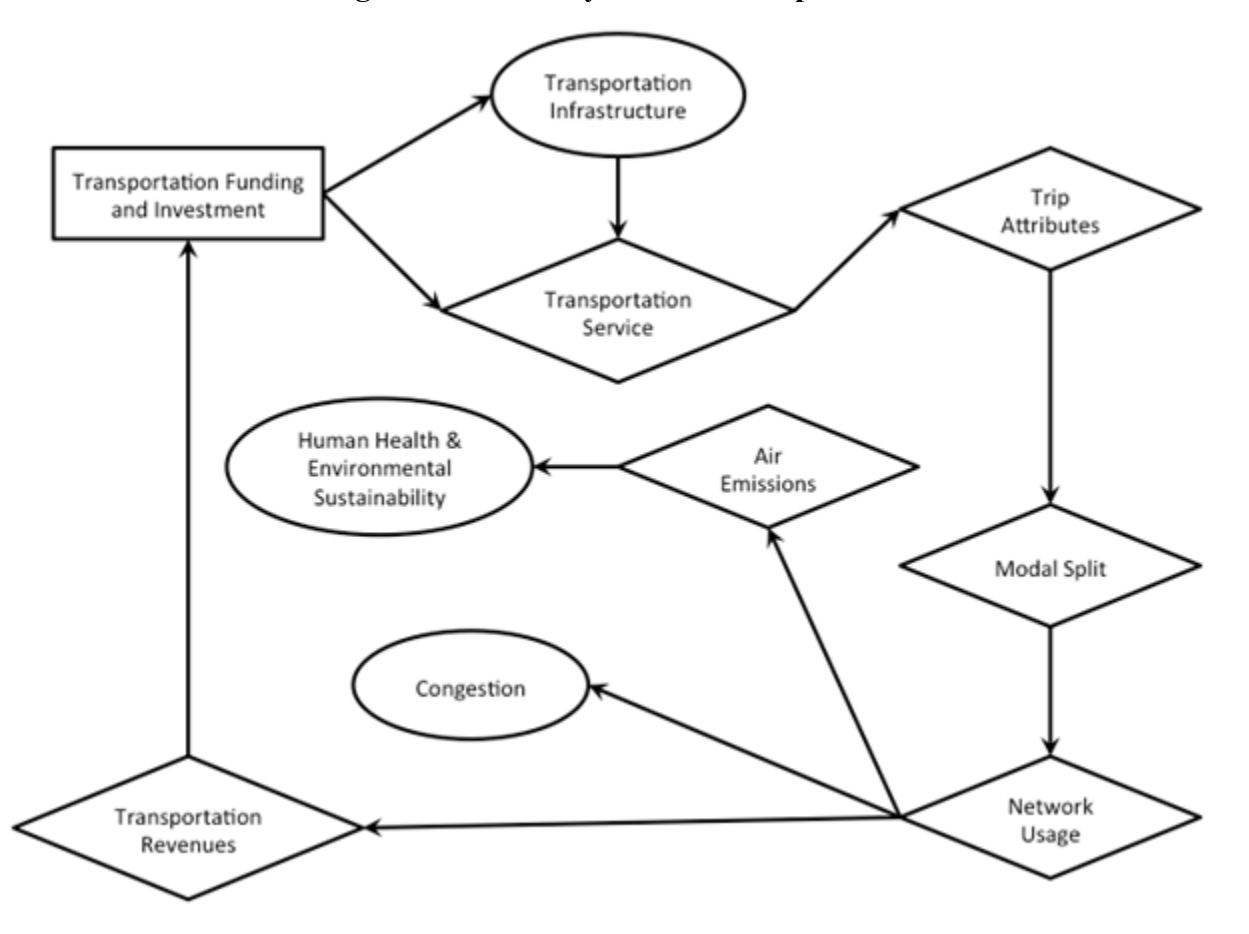 Transportation
Infrastructure
Transportation Funding
and Investment
Trip
Attributes
Transportation
Service
Human Health &
Environmental
Sustainability
Air
Emissions
Modal Split
Congestion
Transportation
Revenues
Network
Usage